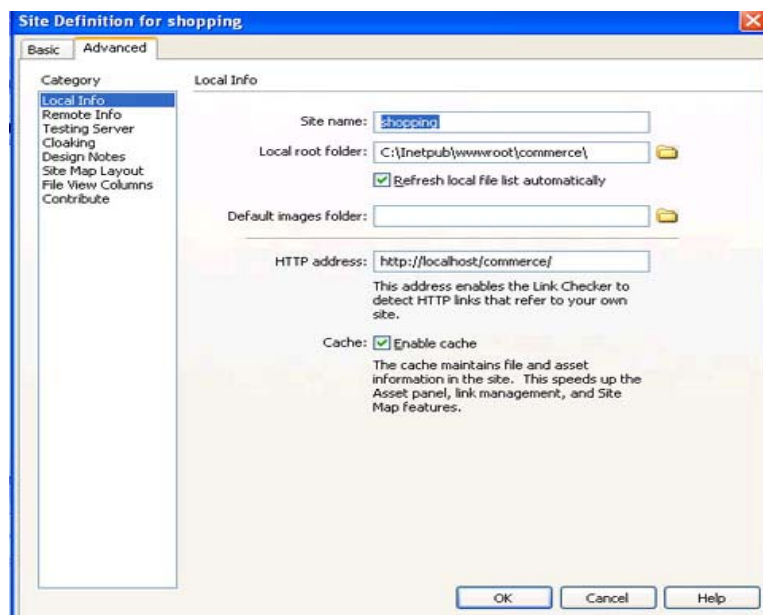 Site Definition for shopping
Basic
Advanced
Category
Local Info
Remote Info
Testing Server
Cloaking
Design Notes
Site Map Layout
File View Columns
Contribute
Local Info
Site name: shopping
Local root folder: C:\Inetpub\wwwroot\commerce\
Refresh local file list automatically
Default images folder:
HTTP address: http://localhost/commerce/
This address enables the Link Checker to
detect HTTP links that refer to your own
site.
Cache: Enable cache
The cache maintains file and asset
information in the site. This speeds up the
Asset panel, link management, and Site
Map features.
OK
Cancel
Help